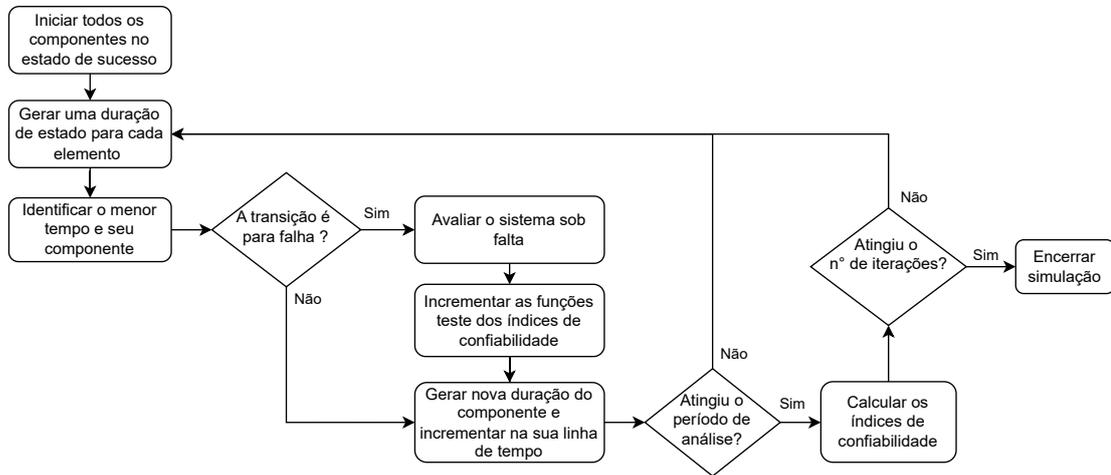 Iniciar todos os
componentes no
estado de sucesso
Gerar uma duração
de estado para cada
elemento
Identificar o menor
tempo e seu
componente
A transição é
para falha ?
Sim
Não
Avaliar o sistema sob
falta
Incrementar as funções
teste dos índices de
confiabilidade
Gerar nova duração do
componente e
incrementar na sua linha
de tempo
Atingiu o
período de
análise?
Não
Sim
Calcular os
índices de
confiabilidade
Atingiu o
n° de iterações?
Não
Sim
Encerrar
simulação